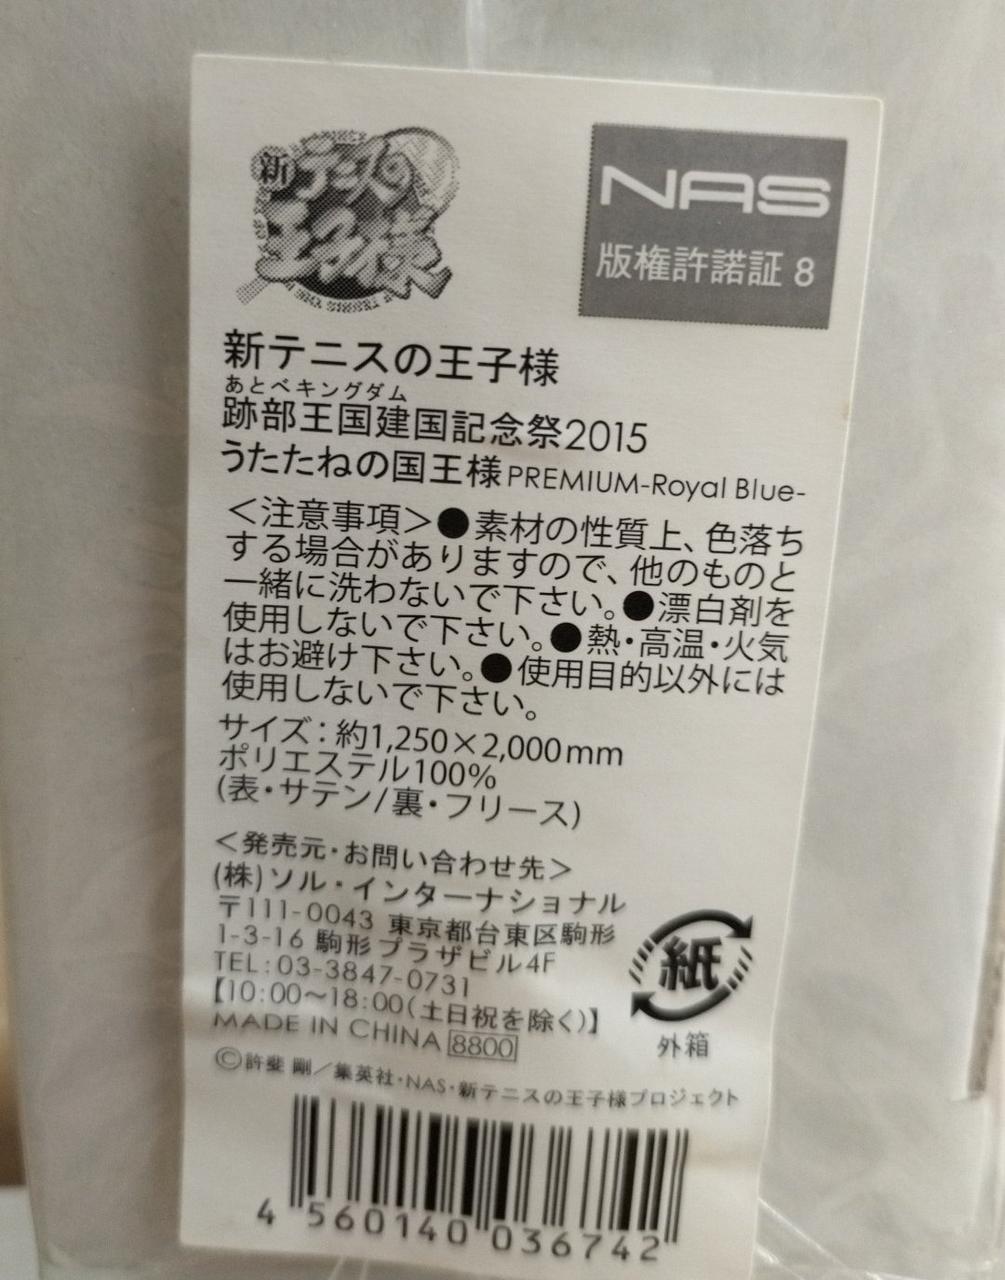 新テニスの王子様
NAS
版権許諾証 8
新テニスの王子様
あとべキングダム
跡部王国建国記念祭2015
うたたねの国王様PREMIUM-Royal Blue-
＜注意事項＞●素材の性質上、色落ち
する場合がありますので、他のものと
一緒に洗わないで下さい。●漂白剤を
使用しないで下さい。●熱・高温・火気
はお避け下さい。●使用目的以外には
使用しないで下さい。
サイズ：約1,250×2,000mm
ポリエステル100%
(表・サテン/裏・フリース)
＜発売元・お問い合わせ先＞
(株)ソル・インターナショナル
〒111-0043 東京都台東区駒形
1-3-16 駒形プラザビル4F
TEL:03-3847-0731
【10:00～18:00(土日祝を除く)】
MADE IN CHINA 8800
紙
外箱
©許斐 剛／集英社・NAS・新テニスの王子様プロジェクト
4 560140 036742